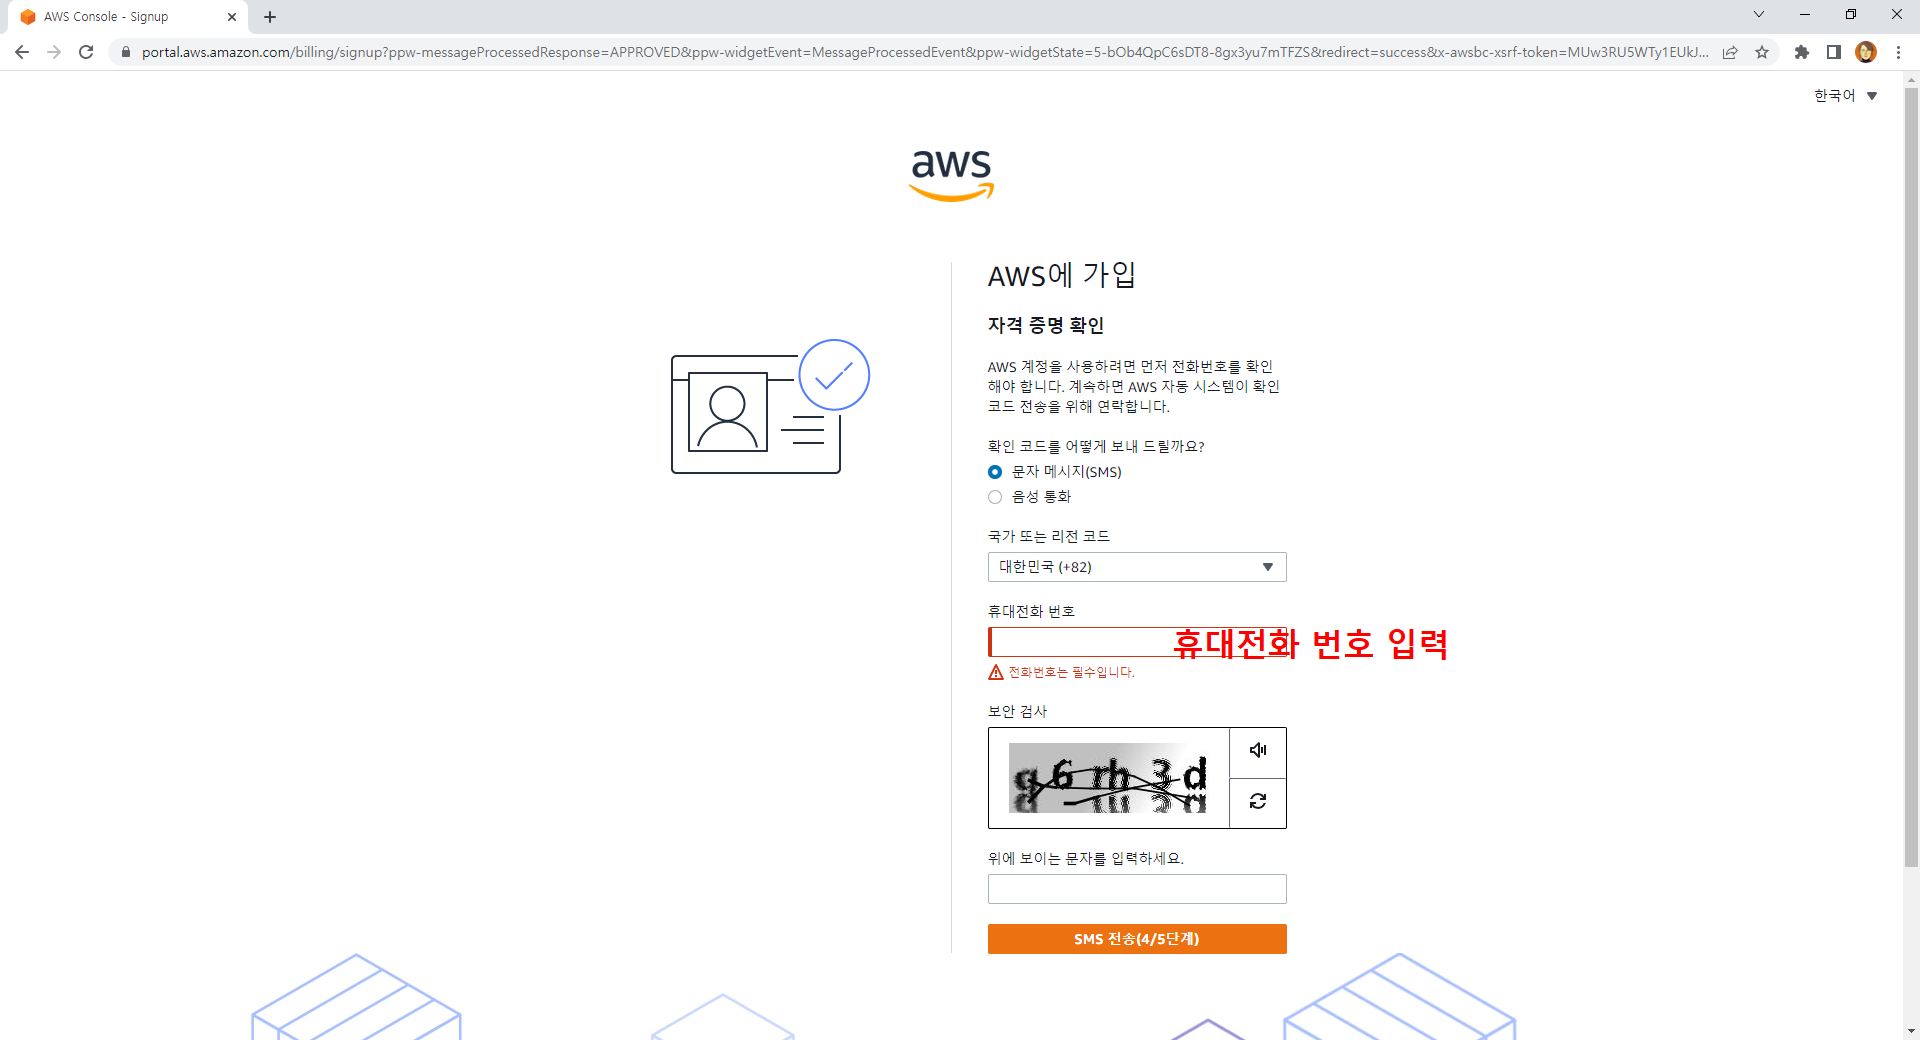 AWS Console - Signup
portal.aws.amazon.com/billing/signup?ppw-messageProcessedResponse=APPROVED&ppw-widgetEvent=MessageProcessedEvent&ppw-widgetState=5-bOb4QpC6sDT8-8gx3yu7mTFZS&redirect=success&x-awsbc-xsrf-token=MUw3RU5WTy1EUkJ...
한국어
aws
AWS에 가입
자격 증명 확인
AWS 계정을 사용하려면 먼저 전화번호를 확인
해야 합니다. 계속하면 AWS 자동 시스템이 확인
코드 전송을 위해 연락합니다.
확인 코드를 어떻게 보내 드릴까요?
문자 메시지(SMS)
음성 통화
국가 또는 리전 코드
대한민국 (+82)
휴대전화 번호
휴대전화 번호 입력
전화번호는 필수입니다.
보안 검사
위에 보이는 문자를 입력하세요.
SMS 전송(4/5단계)